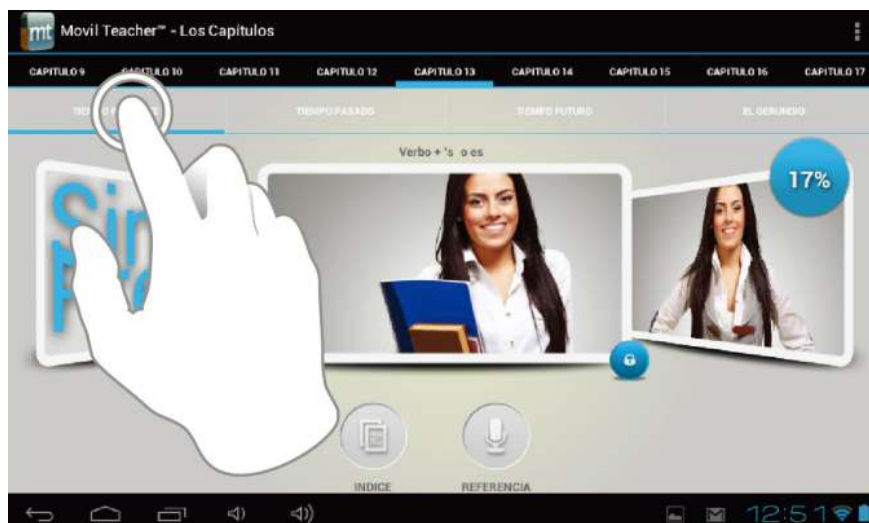 mt Movil Teacher™ - Los Capítulos
CAPITULO 9 CAPITULO 10 CAPITULO 11 CAPITULO 12 CAPITULO 13 CAPITULO 14 CAPITULO 15 CAPITULO 16 CAPITULO 17
TIEMPO PASADO TIEMPO FUTURO EL GERUNDIO
Verbo + 's o es
17%
INDICE REFERENCIA
12:51